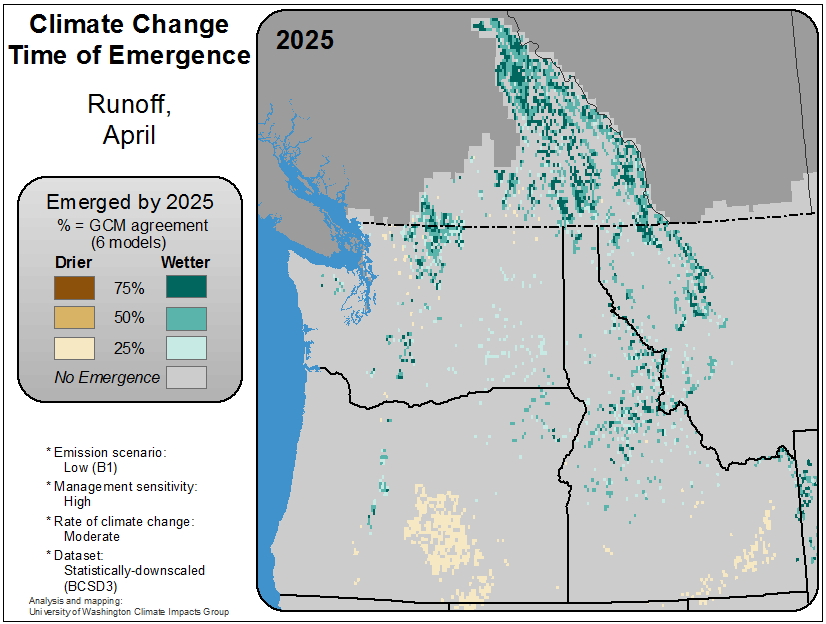 Climate Change
Time of Emergence
Runoff,
April
2025
Emerged by 2025
% = GCM agreement
(6 models)
Drier Wetter
75%
50%
25%
No Emergence
* Emission scenario:
Low (B1)
* Management sensitivity:
High
* Rate of climate change:
Moderate
* Dataset:
Statistically-downscaled
(BCSD3)
Analysis and mapping:
University of Washington Climate Impacts Group